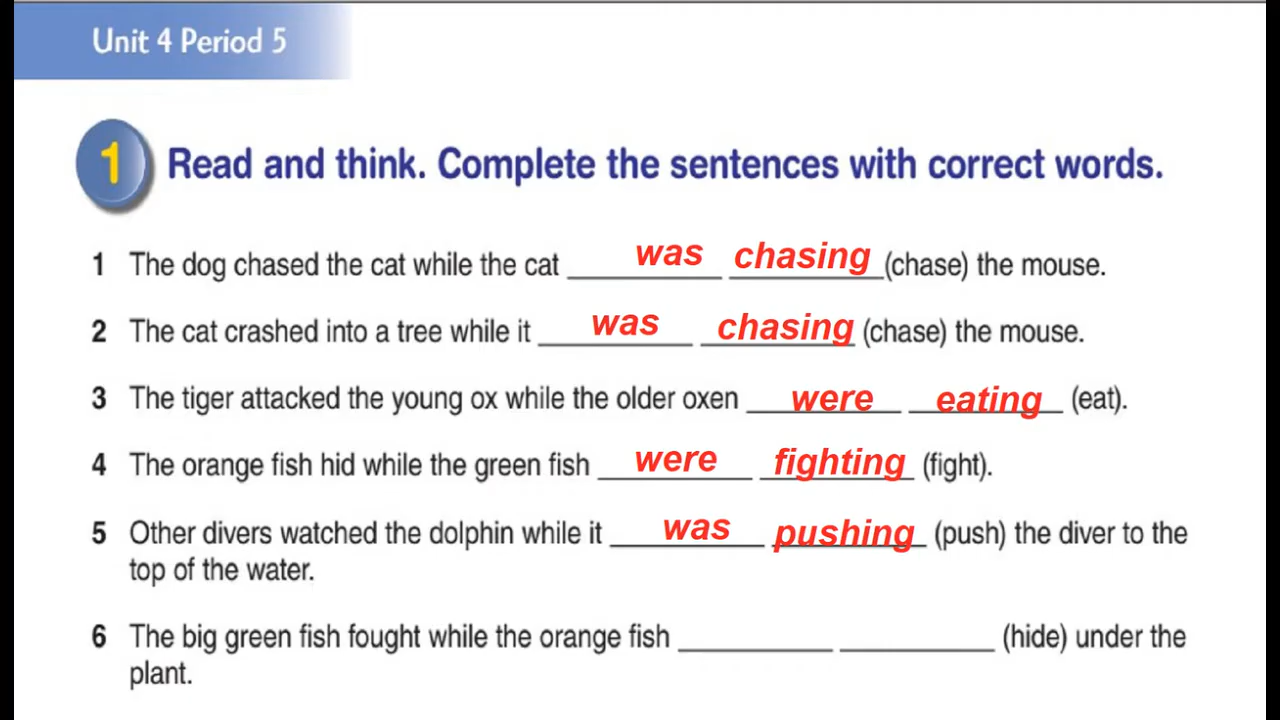 Unit 4 Period 5
1 Read and think. Complete the sentences with correct words.
1 The dog chased the cat while the cat was chasing (chase) the mouse.
2 The cat crashed into a tree while it was chasing (chase) the mouse.
3 The tiger attacked the young ox while the older oxen were eating (eat).
4 The orange fish hid while the green fish were fighting (fight).
5 Other divers watched the dolphin while it was pushing (push) the diver to the
top of the water.
6 The big green fish fought while the orange fish ________ ________ (hide) under the
plant.